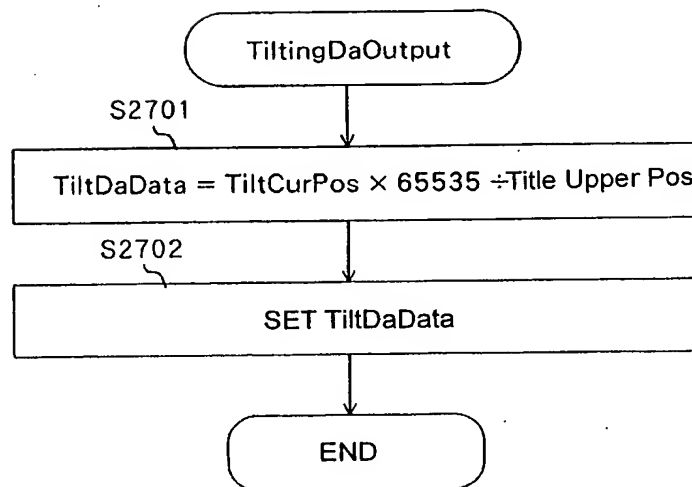 TiltingDaOutput
S2701
TiltDaData = TiltCurPos × 65535 ÷Title Upper Pos
S2702
SET TiltDaData
END